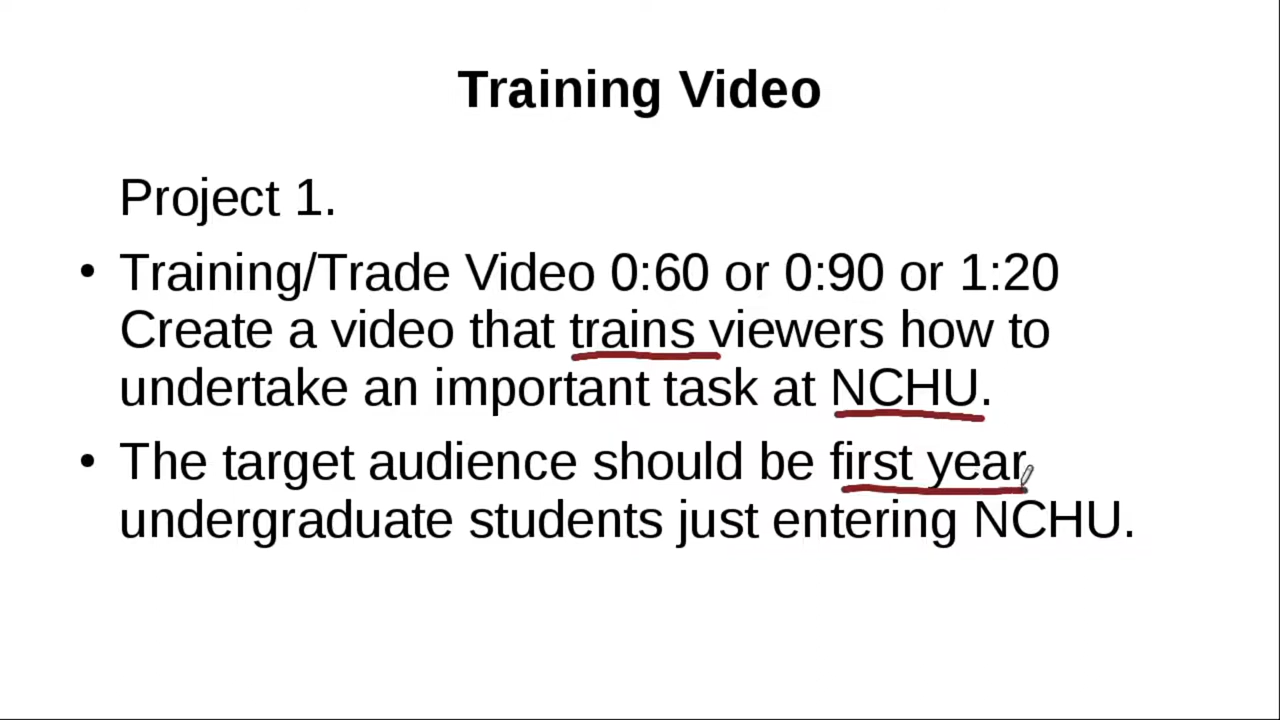 Training Video
Project 1.
• Training/Trade Video 0:60 or 0:90 or 1:20
Create a video that trains viewers how to
undertake an important task at NCHU.
• The target audience should be first year
undergraduate students just entering NCHU.